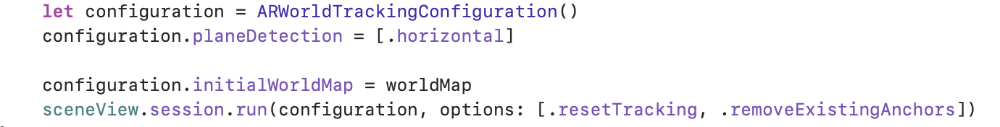 let configuration = ARWorldTrackingConfiguration()
configuration.planeDetection = [.horizontal]
configuration.initialWorldMap = worldMap
sceneView.session.run(configuration, options: [.resetTracking, .removeExistingAnchors])